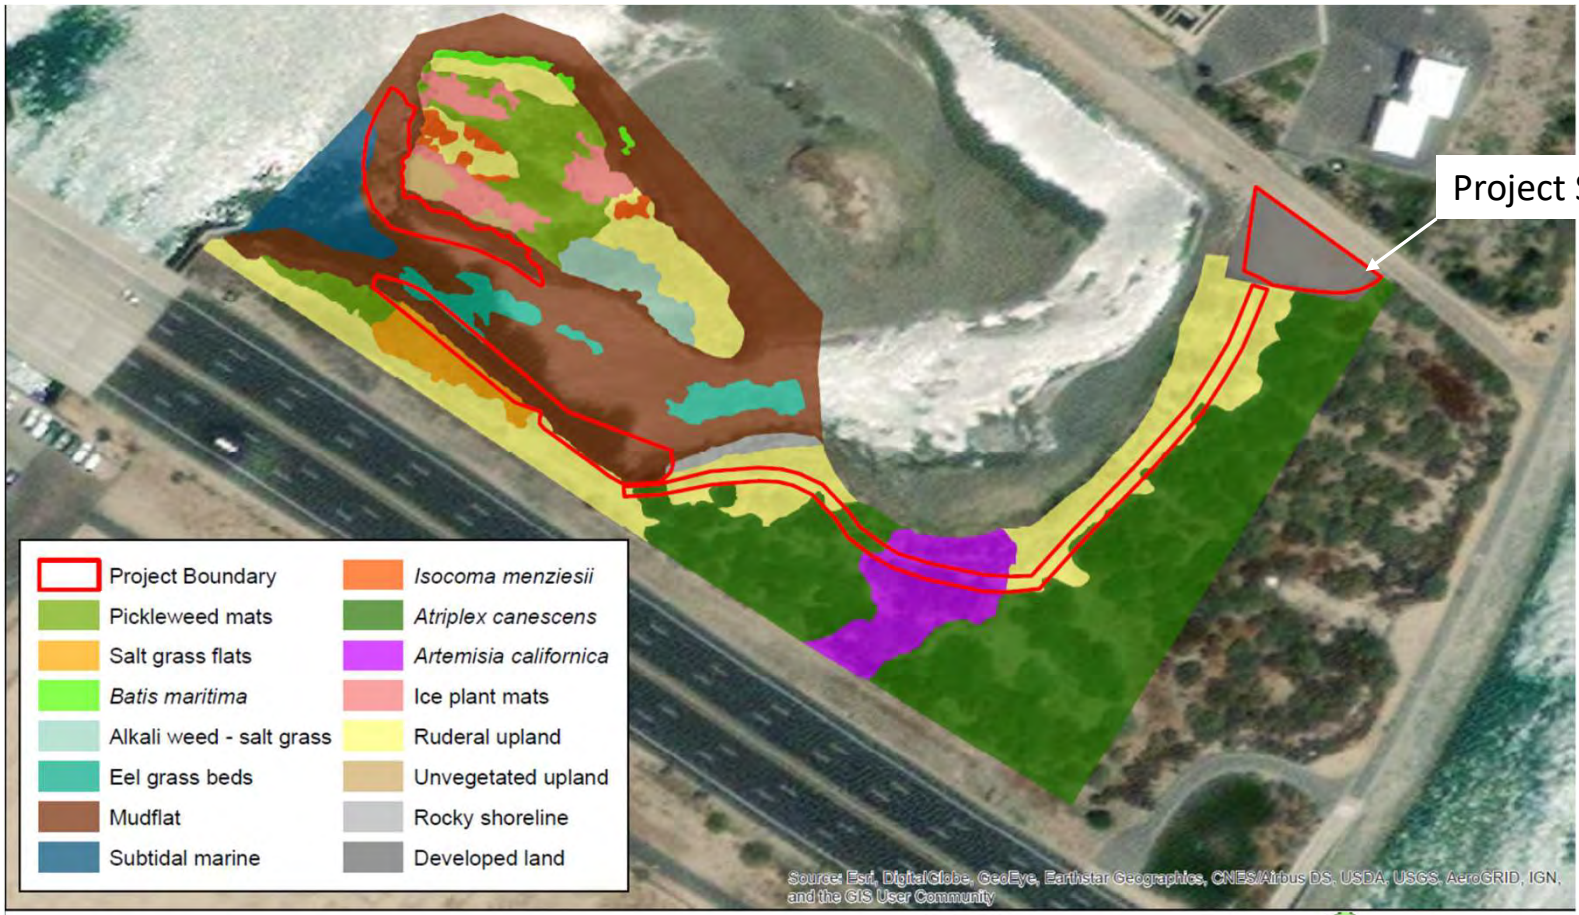 Project S
Project Boundary
Pickleweed mats
Salt grass flats
Batis maritima
Alkali weed - salt grass
Eel grass beds
Mudflat
Subtidal marine
Isocoma menziesii
Atriplex canescens
Artemisia californica
Ice plant mats
Ruderal upland
Unvegetated upland
Rocky shoreline
Developed land
Source: Esri, DigitalGlobe, GeoEye, Earthstar Geographics, CNES/Airbus DS, USDA, USGS, AeroGRID, IGN,
and the GIS User Community